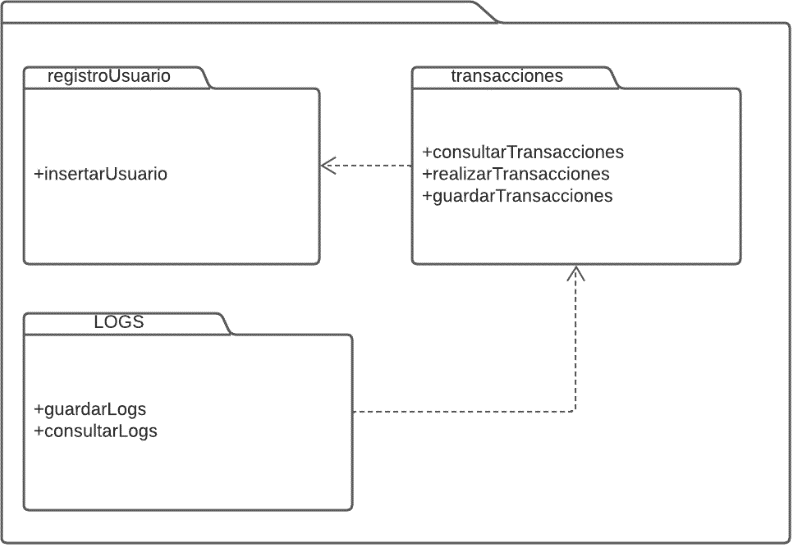 registroUsuario
+insertarUsuario
transacciones
+consultarTransacciones
+realizarTransacciones
+guardarTransacciones
LOGS
+guardarLogs
+consultarLogs